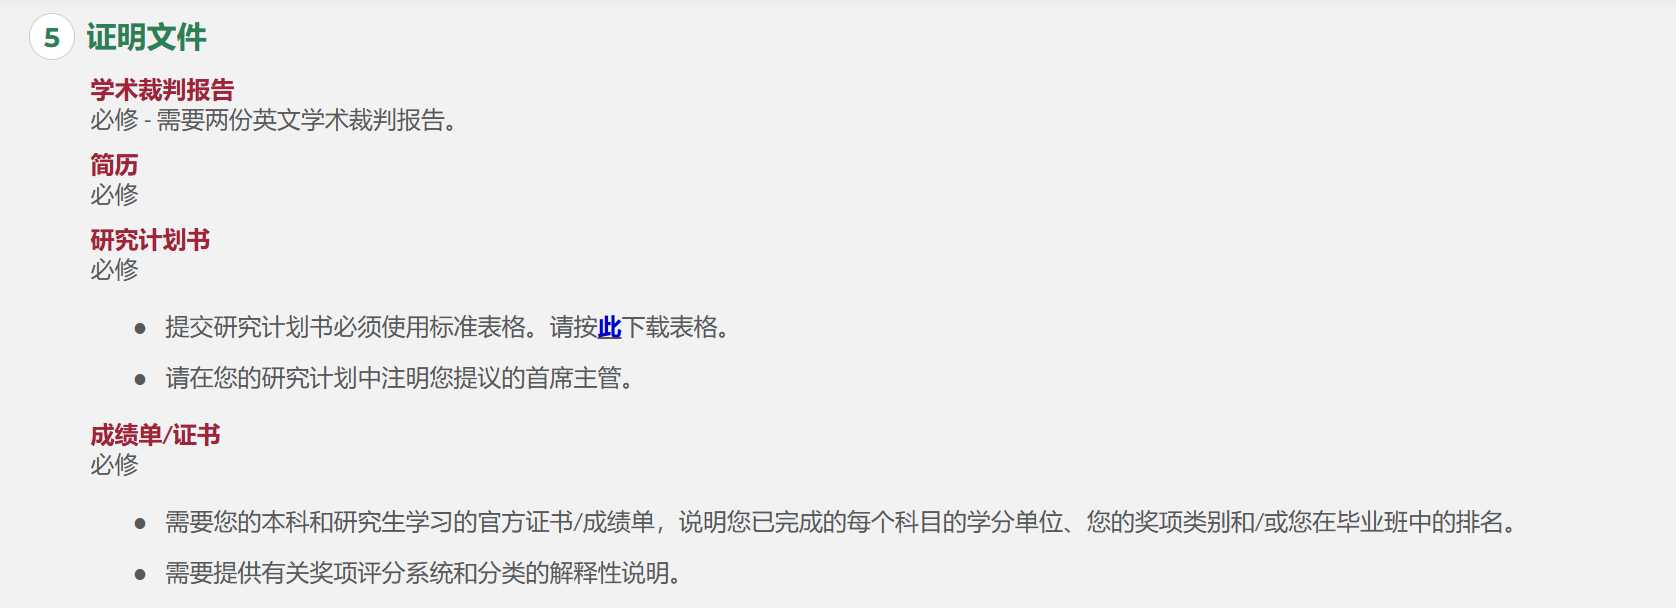 5 证明文件
学术裁判报告
必修 - 需要两份英文学术裁判报告。
简历
必修
研究计划书
必修
● 提交研究计划书必须使用标准表格。请按此下载表格。
● 请在您的研究计划中注明您提议的首席主管。
成绩单/证书
必修
● 需要您的本科和研究生学习的官方证书/成绩单，说明您已完成的每个科目的学分单位、您的奖项类别和/或您在毕业班中的排名。
● 需要提供有关奖项评分系统和分类的解释性说明。